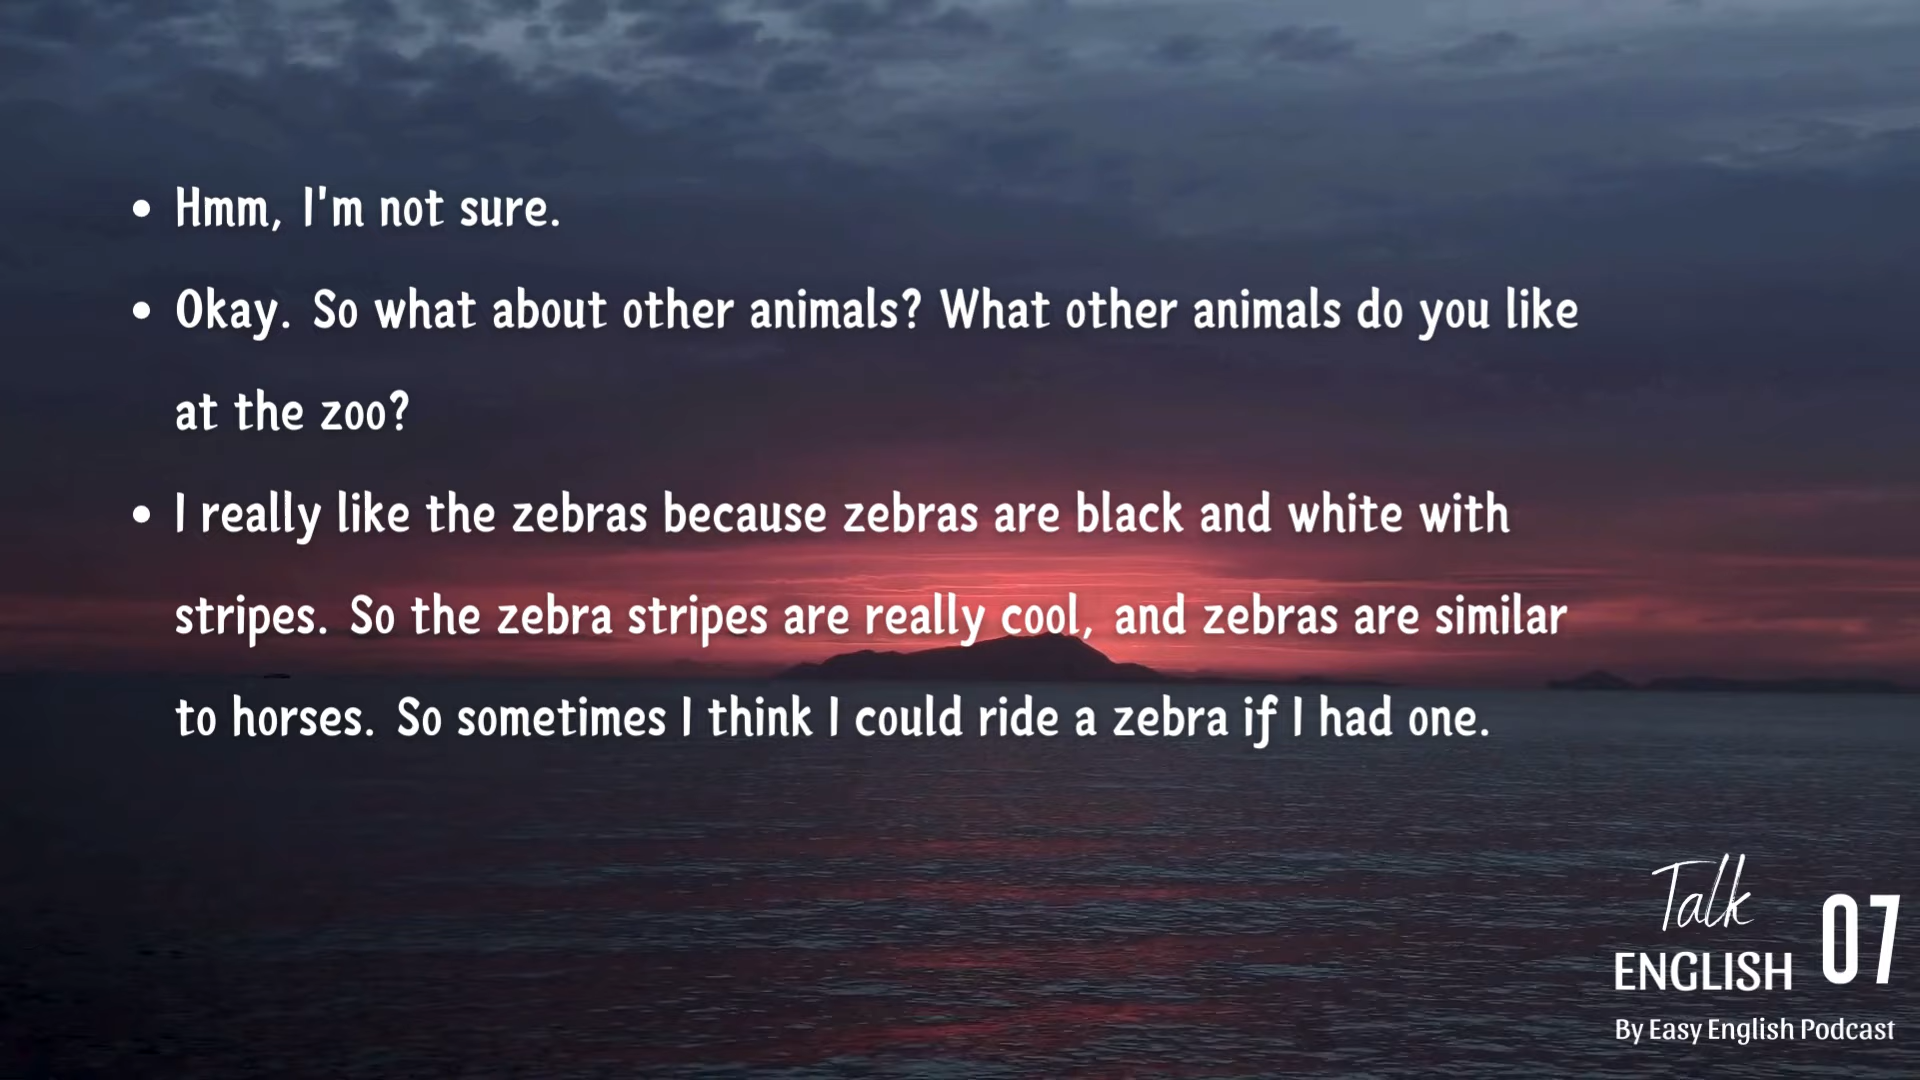 • Hmm, I'm not sure.
• Okay. So what about other animals? What other animals do you like
at the zoo?
• I really like the zebras because zebras are black and white with
stripes. So the zebra stripes are really cool, and zebras are similar
to horses. So sometimes I think I could ride a zebra if I had one.
Talk
ENGLISH 07
By Easy English Podcast